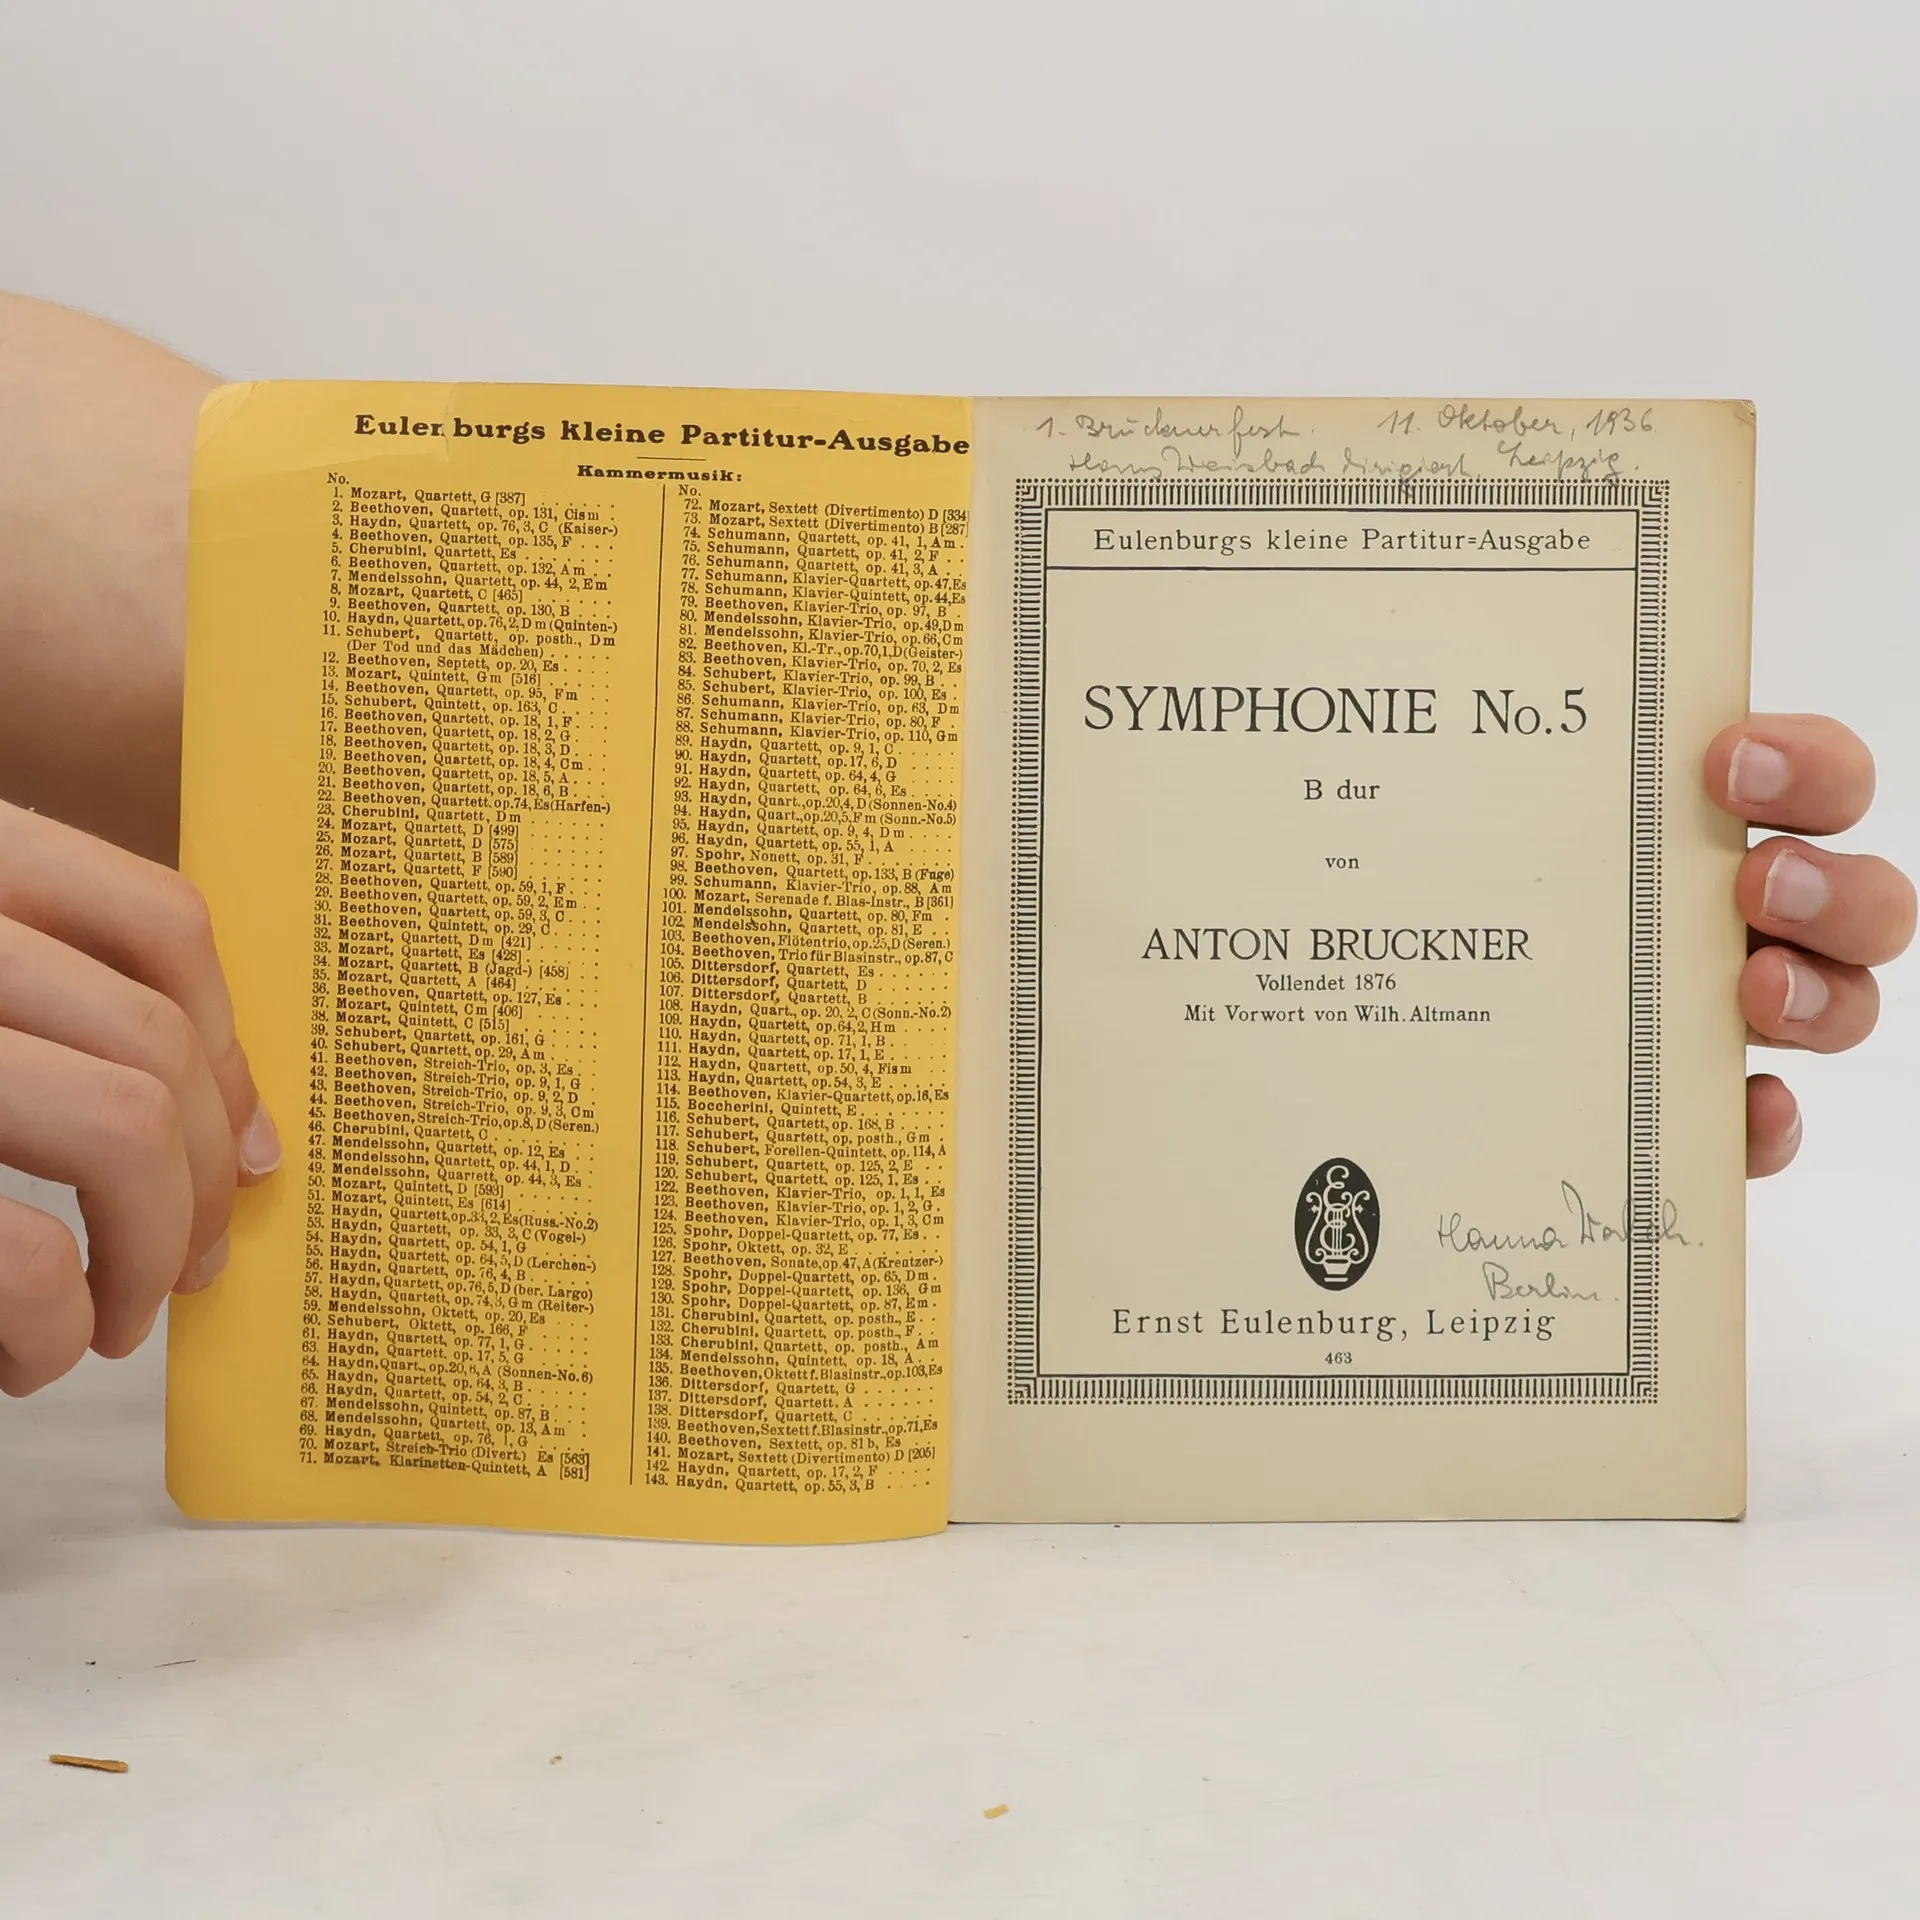 Eulenburgs kleine Partitur-Ausgabe
Kammermusik:
No.
1. Mozart, Quartett, G [387]
2. Beethoven, Quartett, op. 131, Cism
3. Haydn, Quartett, op. 76, 3, C (Kaiser-)
4. Beethoven, Quartett, op. 135, F
5. Cherubini, Quartett, Es
6. Beethoven, Quartett, op. 132, Am
7. Mendelssohn, Quartett, op. 44, 2, Em
8. Mozart, Quartett, C [465]
9. Beethoven, Quartett, op. 130, B
10. Haydn, Quartett, op. 76, 2, Dm (Quinten-)
11. Schubert, Quartett, op. posth., Dm
(Der Tod und das Mädchen)
12. Beethoven, Septett, op. 20, Es
13. Mozart, Quintett, Gm [516]
14. Beethoven, Quartett, op. 95, Fm
15. Schubert, Quintett, op. 163, C
16. Beethoven, Quartett, op. 18, 1, F
17. Beethoven, Quartett, op. 18, 2, G
18. Beethoven, Quartett, op. 18, 3, D
19. Beethoven, Quartett, op. 18, 4, Cm
20. Beethoven, Quartett, op. 18, 5, A
21. Beethoven, Quartett, op. 18, 6, B
22. Beethoven, Quartett. op. 74, Es (Harfen-)
23. Cherubini, Quartett, Dm
24. Mozart, Quartett, D [499]
25. Mozart, Quartett, D [575]
26. Mozart, Quartett, B [589]
27. Mozart, Quartett, F [590]
28. Beethoven, Quartett, op. 59, 1, F
29. Beethoven, Quartett, op. 59, 2, Em
30. Beethoven, Quartett, op. 59, 3, C
31. Beethoven, Quintett, op. 29, C
32. Mozart, Quartett, Dm [421]
33. Mozart, Quartett, Es [428]
34. Mozart, Quartett, B (Jagd-) [458]
35. Mozart, Quartett, A [464]
36. Beethoven, Quartett, op. 127, Es
37. Mozart, Quintett, Cm [406]
38. Mozart, Quintett, C [515]
39. Schubert, Quartett, op. 161, G
40. Schubert, Quartett, op. 29, Am
41. Beethoven, Streich-Trio, op. 3, Es
42. Beethoven, Streich-Trio, op. 9, 1, G
43. Beethoven, Streich-Trio, op. 9, 2, D
44. Beethoven, Streich-Trio, op. 9, 3, Cm
45. Beethoven, Streich-Trio, op. 8, D (Seren.)
46. Cherubini, Quartett, C
47. Mendelssohn, Quartett, op. 12, Es
48. Mendelssohn, Quartett, op. 44, 1, D
49. Mendelssohn, Quartett, op. 44, 3, Es
50. Mozart, Quintett, D [593]
51. Mozart, Quintett, Es [614]
52. Haydn, Quartett, op. 33, 2, Es (Russ.-No. 2)
53. Haydn, Quartett, op. 33, 3, C (Vogel-)
54. Haydn, Quartett, op. 54, 1, G
55. Haydn, Quartett, op. 64, 5, D (Lerchen-)
56. Haydn, Quartett, op. 76, 4, B
57. Haydn, Quartett, op. 76, 5, D (ber. Largo)
58. Haydn, Quartett, op. 74, 3, Gm (Reiter-)
59. Mendelssohn, Oktett, op. 20, Es
60. Schubert, Oktett, op. 166, F
61. Haydn, Quartett, op. 77, 1, G
63. Haydn, Quartett, op. 17, 5, G
64. Haydn, Quart., op. 20, 6, A (Sonnen-No. 6)
65. Haydn, Quartett, op. 64, 3, B
66. Haydn, Quartett, op. 54, 2, C
67. Mendelssohn, Quintett, op. 87, B
68. Mendelssohn, Quartett, op. 13, Am
69. Haydn, Quartett, op. 76, 1, G
70. Mozart, Streich-Trio (Divert.) Es [563]
71. Mozart, Klarinetten-Quintett, A [581]
No.
72. Mozart, Sextett (Divertimento) D [334
73. Mozart, Sextett (Divertimento) B [287
74. Schumann, Quartett, op. 41, 1, Am
75. Schumann, Quartett, op. 41, 2, F
76. Schumann, Quartett, op. 41, 3, A
77. Schumann, Klavier-Quartett, op. 47, Es
78. Schumann, Klavier-Quintett, op. 44, Es
79. Beethoven, Klavier-Trio, op. 97, B
80. Mendelssohn, Klavier-Trio, op. 49, Dm
81. Mendelssohn, Klavier-Trio, op. 66, Cm
82. Beethoven, Kl.-Tr., op. 70, 1, D (Geister-)
83. Beethoven, Klavier-Trio, op. 70, 2, Es
84. Schubert, Klavier-Trio, op. 99, B
85. Schubert, Klavier-Trio, op. 100, Es
86. Schumann, Klavier-Trio, op. 63, Dm
87. Schumann, Klavier-Trio, op. 80, F
88. Schumann, Klavier-Trio, op. 110, Gm
89. Haydn, Quartett, op. 9, 1, C
90. Haydn, Quartett, op. 17, 6, D
91. Haydn, Quartett, op. 64, 4, G
92. Haydn, Quartett, op. 64, 6, Es
93. Haydn, Quart., op. 20, 4, D (Sonnen-No. 4)
94. Haydn, Quart., op. 20, 5, Fm (Sonn.-No. 5)
95. Haydn, Quartett, op. 9, 4, Dm
96. Haydn, Quartett, op. 55, 1, A
97. Spohr, Nonett, op. 31, F
98. Beethoven, Quartett, op. 133, B (Fuge)
99. Schumann, Klavier-Trio, op. 88, Am
100. Mozart, Serenade f. Blas-Instr., B [361]
101. Mendelssohn, Quartett, op. 80, Fm
102. Mendelssohn, Quartett, op. 81, E
103. Beethoven, Flötentrio, op. 25, D (Seren.)
104. Beethoven, Trio für Blasinstr., op. 87, C
105. Dittersdorf, Quartett, Es
106. Dittersdorf, Quartett, D
107. Dittersdorf, Quartett, B
108. Haydn, Quart., op. 20, 2, C (Sonn.-No. 2)
109. Haydn, Quartett, op. 64, 2, Hm
110. Haydn, Quartett, op. 71, 1, B
111. Haydn, Quartett, op. 17, 1, E
112. Haydn, Quartett, op. 50, 4, Fism
113. Haydn, Quartett, op. 54, 3, E
114. Beethoven, Klavier-Quartett, op. 16, Es
115. Boccherini, Quintett, E
116. Schubert, Quartett, op. 168, B
117. Schubert, Quartett, op. posth., Gm
118. Schubert, Forellen-Quintett, op. 114, A
119. Schubert, Quartett, op. 125, 2, E
120. Schubert, Quartett, op. 125, 1, Es
122. Beethoven, Klavier-Trio, op. 1, 1, Es
123. Beethoven, Klavier-Trio, op. 1, 2, G
124. Beethoven, Klavier-Trio, op. 1, 3, Cm
125. Spohr, Doppel-Quartett, op. 77, Es
126. Spohr, Oktett, op. 32, E
127. Beethoven, Sonate, op. 47, A (Kreutzer-)
128. Spohr, Doppel-Quartett, op. 65, Dm
129. Spohr, Doppel-Quartett, op. 136, Gm
130. Spohr, Doppel-Quartett, op. 87, Em
131. Cherubini, Quartett, op. posth., E
132. Cherubini, Quartett, op. posth., F
133. Cherubini, Quartett, op. posth., Am
134. Mendelssohn, Quintett, op. 18, A
135. Beethoven, Oktett f. Blasinstr., op. 103, Es
136. Dittersdorf, Quartett, G
137. Dittersdorf, Quartett, A
138. Dittersdorf, Quartett, C
139. Beethoven, Sextett f. Blasinstr., op. 71, Es
140. Beethoven, Sextett, op. 81 b, Es
141. Mozart, Sextett (Divertimento) D [205]
142. Haydn, Quartett, op. 17, 2, F
143. Haydn, Quartett, op. 55, 3, B
1. Brucknerfest. 11. Oktober, 1936
Hans Weisbach dirigiert, Leipzig.
Eulenburgs kleine Partitur=Ausgabe
SYMPHONIE No. 5
B dur
von
ANTON BRUCKNER
Vollendet 1876
Mit Vorwort von Wilh. Altmann
Hanna
Berlin.
Ernst Eulenburg, Leipzig
463